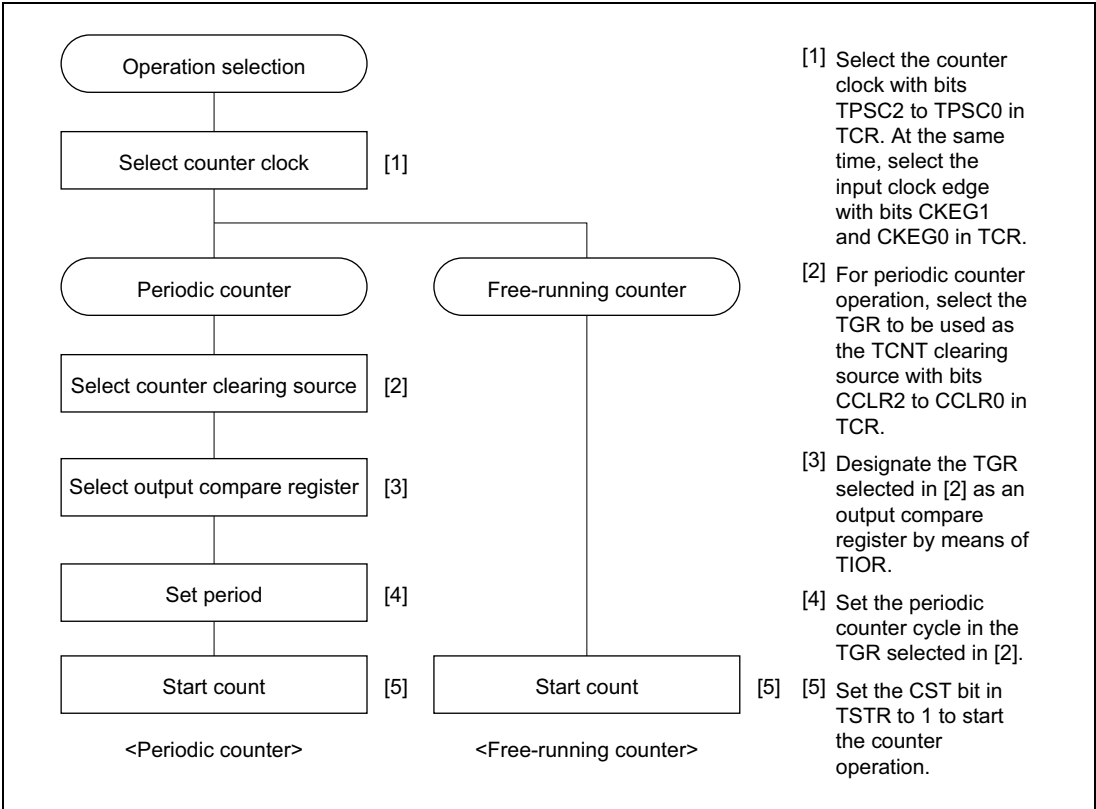 Operation selection
Select counter clock [1]
Periodic counter
Free-running counter
Select counter clearing source [2]
Select output compare register [3]
Set period [4]
Start count [5]
Start count [5]
<Periodic counter>
<Free-running counter>
[1] Select the counter
clock with bits
TPSC2 to TPSC0 in
TCR. At the same
time, select the
input clock edge
with bits CKEG1
and CKEG0 in TCR.
[2] For periodic counter
operation, select the
TGR to be used as
the TCNT clearing
source with bits
CCLR2 to CCLR0 in
TCR.
[3] Designate the TGR
selected in [2] as an
output compare
register by means of
TIOR.
[4] Set the periodic
counter cycle in the
TGR selected in [2].
[5] Set the CST bit in
TSTR to 1 to start
the counter
operation.